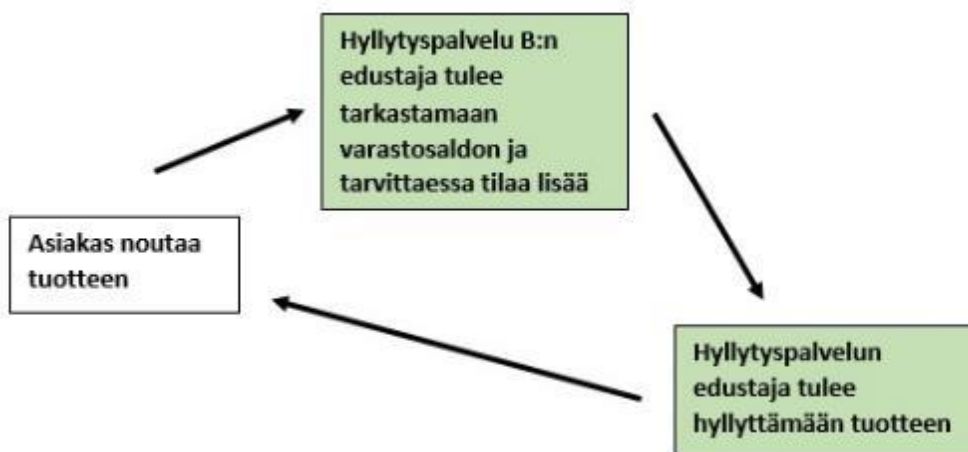 Hyllytyspalvelu B:n
edustaja tulee
tarkastamaan
varastosaldon ja
tarvittaessa tilaa lisää
Asiakas noutaa
tuotteen
Hyllytyspalvelun
edustaja tulee
hyllyttämään tuotteen